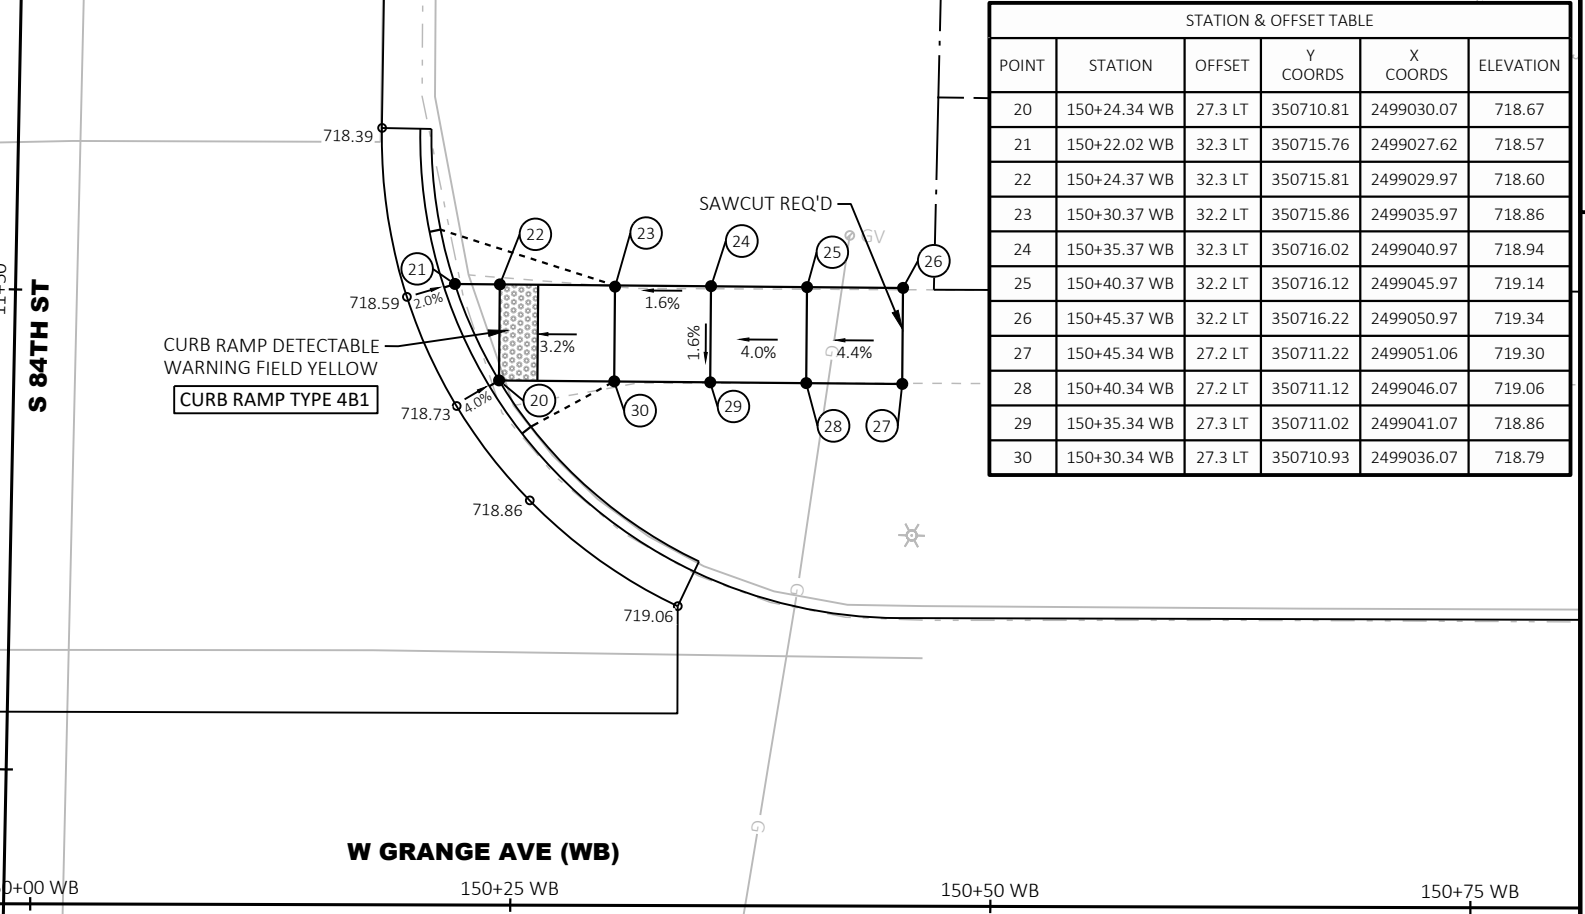 STATION & OFFSET TABLE
POINT STATION OFFSET Y COORDS X COORDS ELEVATION
20 150+24.34 WB 27.3 LT 350710.81 2499030.07 718.67
21 150+22.02 WB 32.3 LT 350715.76 2499027.62 718.57
22 150+24.37 WB 32.3 LT 350715.81 2499029.97 718.60
23 150+30.37 WB 32.2 LT 350715.86 2499035.97 718.86
24 150+35.37 WB 32.3 LT 350716.02 2499040.97 718.94
25 150+40.37 WB 32.2 LT 350716.12 2499045.97 719.14
26 150+45.37 WB 32.2 LT 350716.22 2499050.97 719.34
27 150+45.34 WB 27.2 LT 350711.22 2499051.06 719.30
28 150+40.34 WB 27.2 LT 350711.12 2499046.07 719.06
29 150+35.34 WB 27.3 LT 350711.02 2499041.07 718.86
30 150+30.34 WB 27.3 LT 350710.93 2499036.07 718.79
718.39
SAWCUT REQ'D
GV
22
23
24
25
26
21
718.59
2.0%
1.6%
1.6%
3.2%
4.0%
4.4%
G
CURB RAMP DETECTABLE
WARNING FIELD YELLOW
CURB RAMP TYPE 4B1
718.73
4.0%
20
30
29
28
27
718.86
G
719.06
G
S 84TH ST
W GRANGE AVE (WB)
0+00 WB
150+25 WB
150+50 WB
150+75 WB